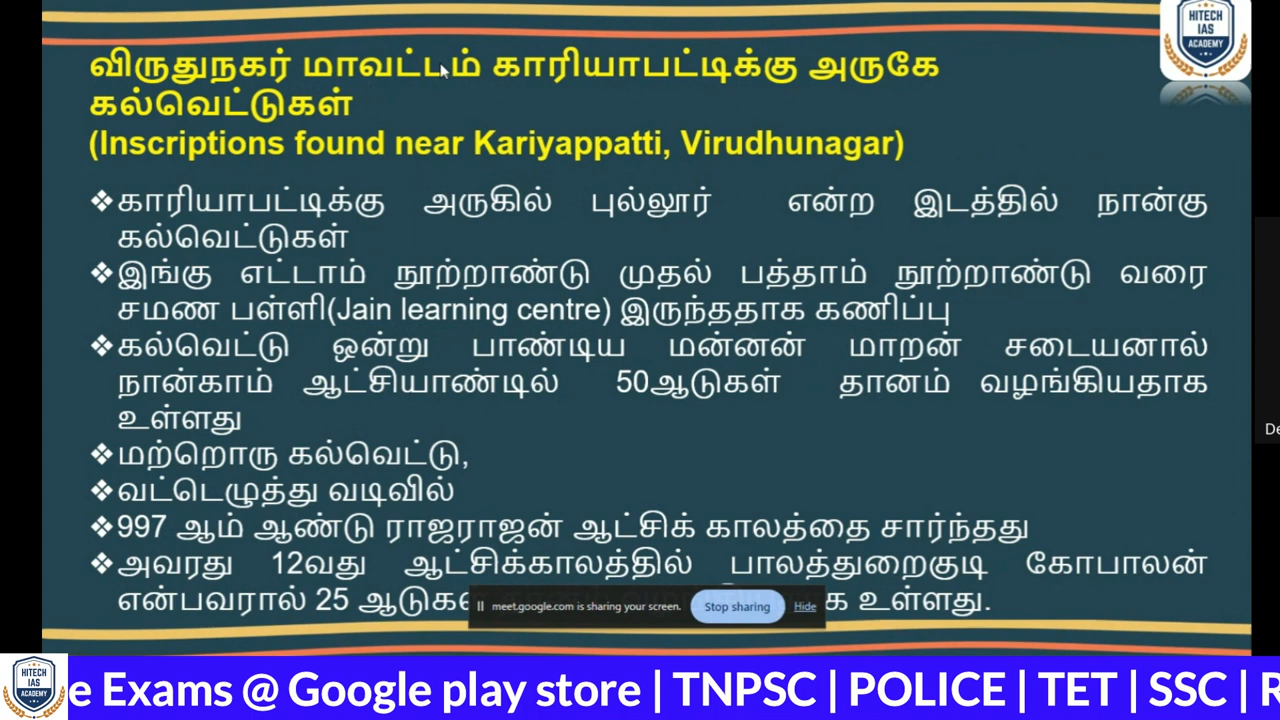 HITECH
IAS
ACADEMY
விருதுநகர் மாவட்டம் காரியாபட்டிக்கு அருகே
கல்வெட்டுகள்
(Inscriptions found near Kariyappatti, Virudhunagar)
❖காரியாபட்டிக்கு அருகில் புல்லூர் என்ற இடத்தில் நான்கு
கல்வெட்டுகள்
❖இங்கு எட்டாம் நூற்றாண்டு முதல் பத்தாம் நூற்றாண்டு வரை
சமண பள்ளி(Jain learning centre) இருந்ததாக கணிப்பு
❖கல்வெட்டு ஒன்று பாண்டிய மன்னன் மாறன் சடையனால்
நான்காம் ஆட்சியாண்டில் 50ஆடுகள் தானம் வழங்கியதாக
உள்ளது
❖மற்றொரு கல்வெட்டு,
❖வட்டெழுத்து வடிவில்
❖997 ஆம் ஆண்டு ராஜராஜன் ஆட்சிக் காலத்தை சார்ந்தது
❖அவரது 12வது ஆட்சிக்காலத்தில் பாலத்துறைகுடி கோபாலன்
என்பவரால் 25 உள்ளது.
meet.google.com is sharing your screen. Stop sharing Hide
De
HITECH
IAS
ACADEMY
e Exams @ Google play store | TNPSC | POLICE | TET | SSC | R